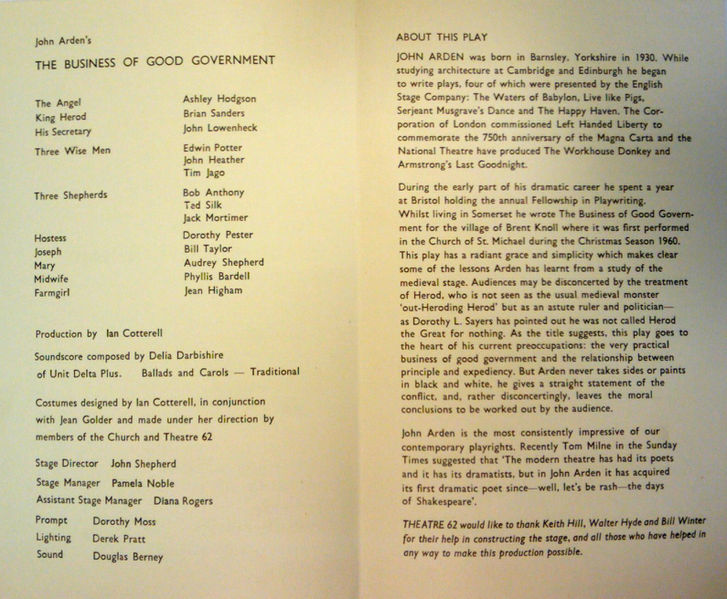 John Arden's
THE BUSINESS OF GOOD GOVERNMENT
The Angel Ashley Hodgson
King Herod Brian Sanders
His Secretary John Lowenheck
Three Wise Men Edwin Potter
John Heather
Tim Jago
Three Shepherds Bob Anthony
Ted Silk
Jack Mortimer
Hostess Dorothy Pester
Joseph Bill Taylor
Mary Audrey Shepherd
Midwife Phyllis Bardell
Farmgirl Jean Higham
Production by Ian Cotterell
Soundscore composed by Delia Darbishire
of Unit Delta Plus. Ballads and Carols — Traditional
Costumes designed by Ian Cotterell, in conjunction
with Jean Golder and made under her direction by
members of the Church and Theatre 62
Stage Director John Shepherd
Stage Manager Pamela Noble
Assistant Stage Manager Diana Rogers
Prompt Dorothy Moss
Lighting Derek Pratt
Sound Douglas Berney
ABOUT THIS PLAY
JOHN ARDEN was born in Barnsley, Yorkshire in 1930. While
studying architecture at Cambridge and Edinburgh he began
to write plays, four of which were presented by the English
Stage Company: The Waters of Babylon, Live like Pigs,
Serjeant Musgrave's Dance and The Happy Haven. The Cor-
poration of London commissioned Left Handed Liberty to
commemorate the 750th anniversary of the Magna Carta and the
National Theatre have produced The Workhouse Donkey and
Armstrong's Last Goodnight.
During the early part of his dramatic career he spent a year
at Bristol holding the annual Fellowship in Playwriting.
Whilst living in Somerset he wrote The Business of Good Govern-
ment for the village of Brent Knoll where it was first performed
in the Church of St. Michael during the Christmas Season 1960.
This play has a radiant grace and simplicity which makes clear
some of the lessons Arden has learnt from a study of the
medieval stage. Audiences may be disconcerted by the treatment
of Herod, who is not seen as the usual medieval monster
'out-Heroding Herod' but as an astute ruler and politician—
as Dorothy L. Sayers has pointed out he was not called Herod
the Great for nothing. As the title suggests, this play goes to
the heart of his current preoccupations: the very practical
business of good government and the relationship between
principle and expediency. But Arden never takes sides or paints
in black and white, he gives a straight statement of the
conflict, and, rather disconcertingly, leaves the moral
conclusions to be worked out by the audience.
John Arden is the most consistently impressive of our
contemporary playrights. Recently Tom Milne in the Sunday
Times suggested that 'The modern theatre has had its poets
and it has its dramatists, but in John Arden it has acquired
its first dramatic poet since—well, let's be rash—the days
of Shakespeare'.
THEATRE 62 would like to thank Keith Hill, Walter Hyde and Bill Winter
for their help in constructing the stage, and all those who have helped in
any way to make this production possible.